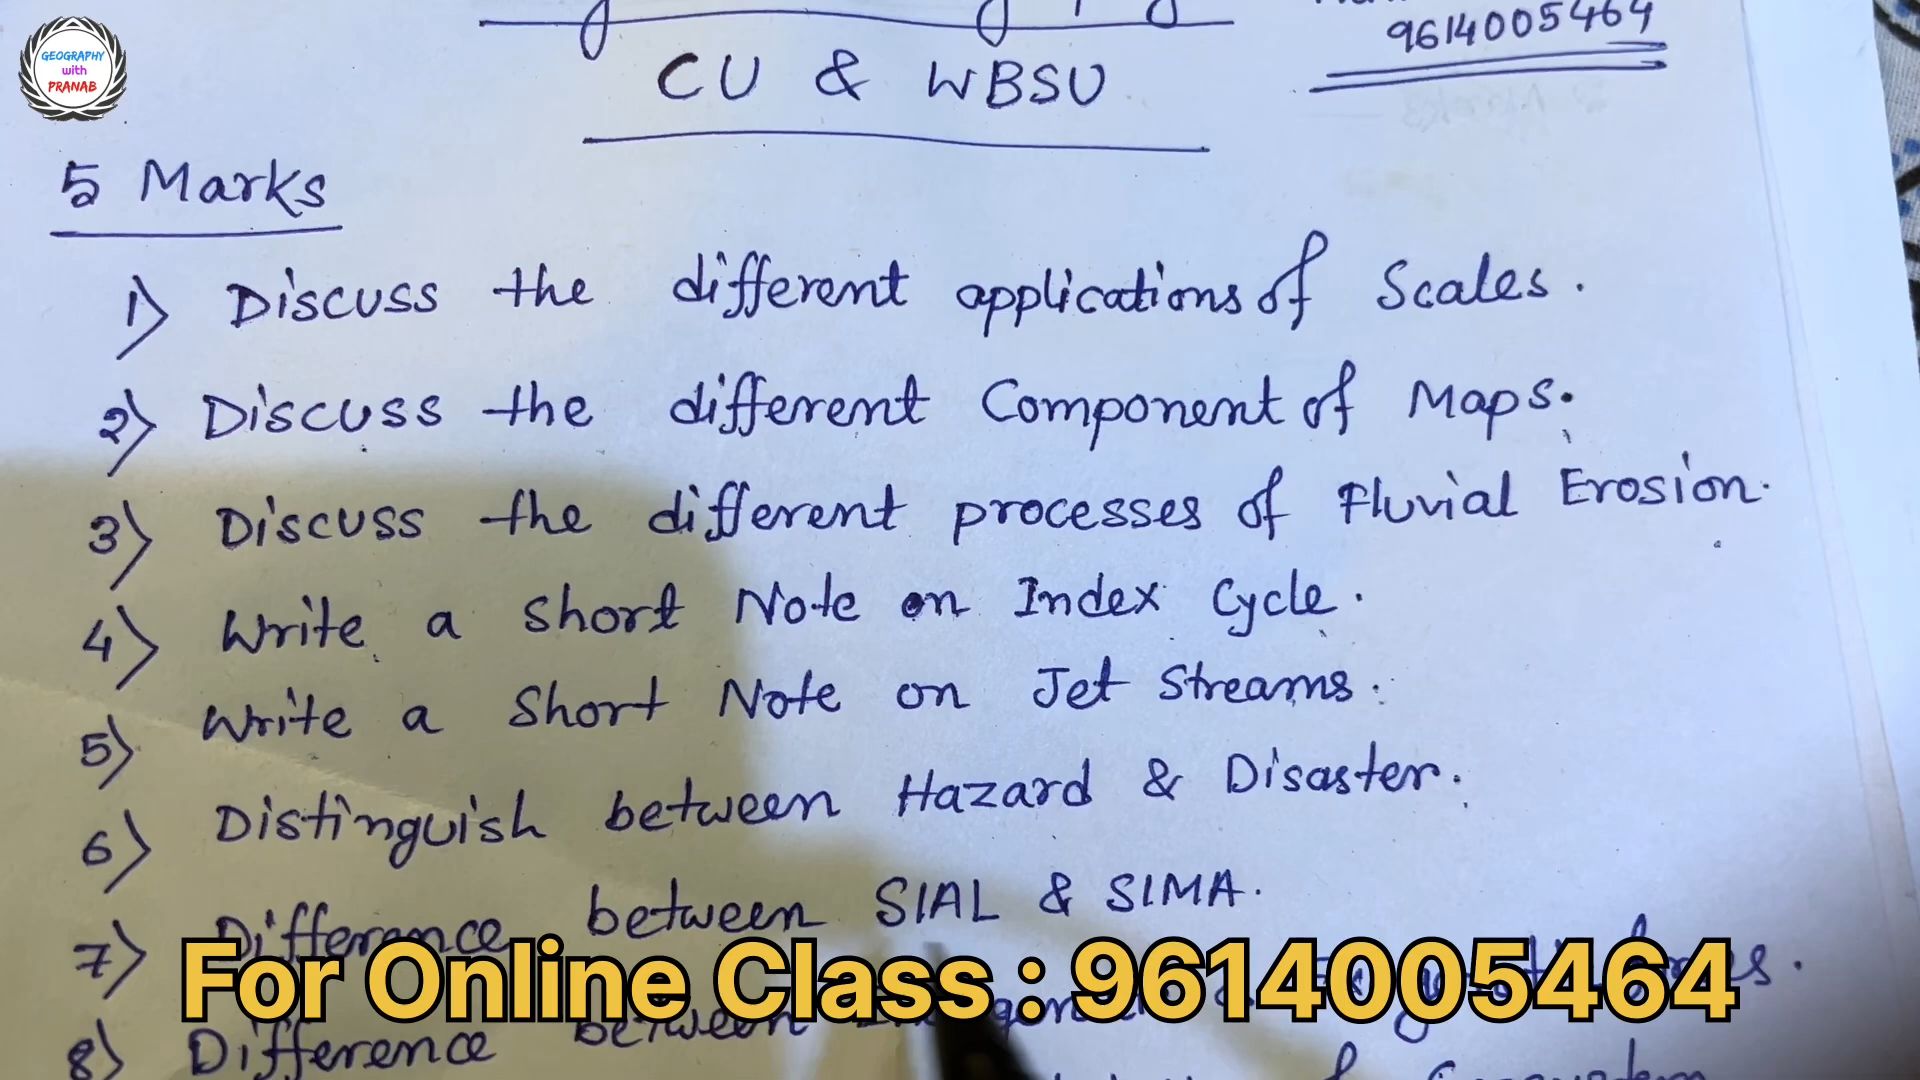 GEOGRAPHY
with
PRANAB
9614005464
CU & WBSU
5 Marks
1) Discuss the different applications of Scales.
2) Discuss the different Component of Maps.
3) Discuss the different processes of Fluvial Erosion.
4) Write a Short Note on Index Cycle.
5) Write a Short Note on Jet Streams.
6) Distinguish between Hazard & Disaster.
7) Difference between SIAL & SIMA.
For Online Class : 9614005464
8) Difference between